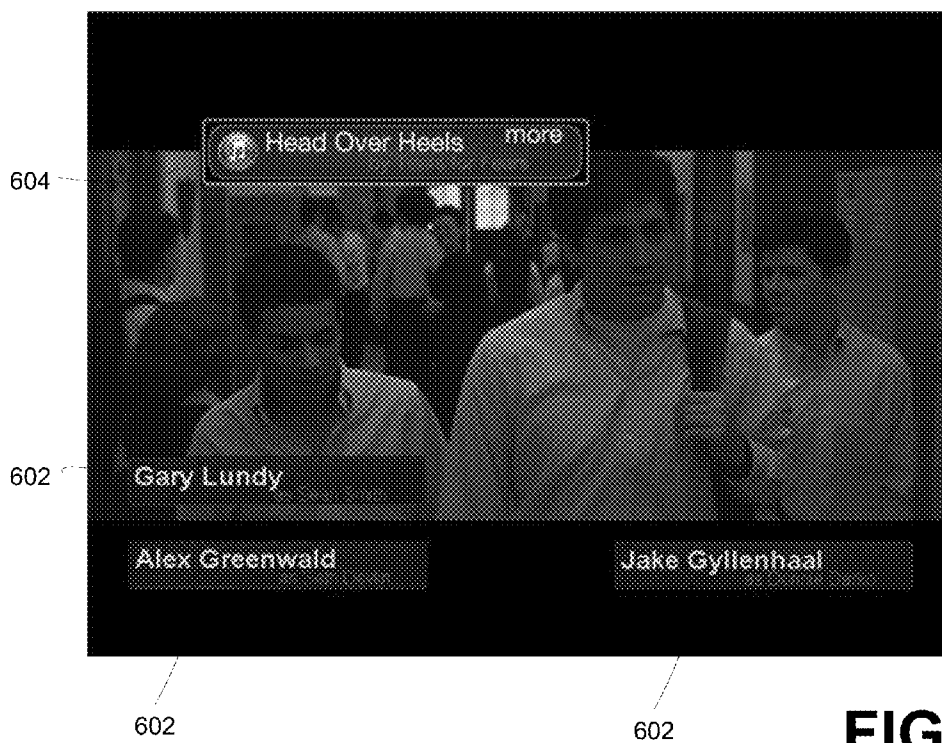 Head Over Heels more
604
602
Gary Lundy
Alex Greenwald
Jake Gyllenhaal
602
602
FIG